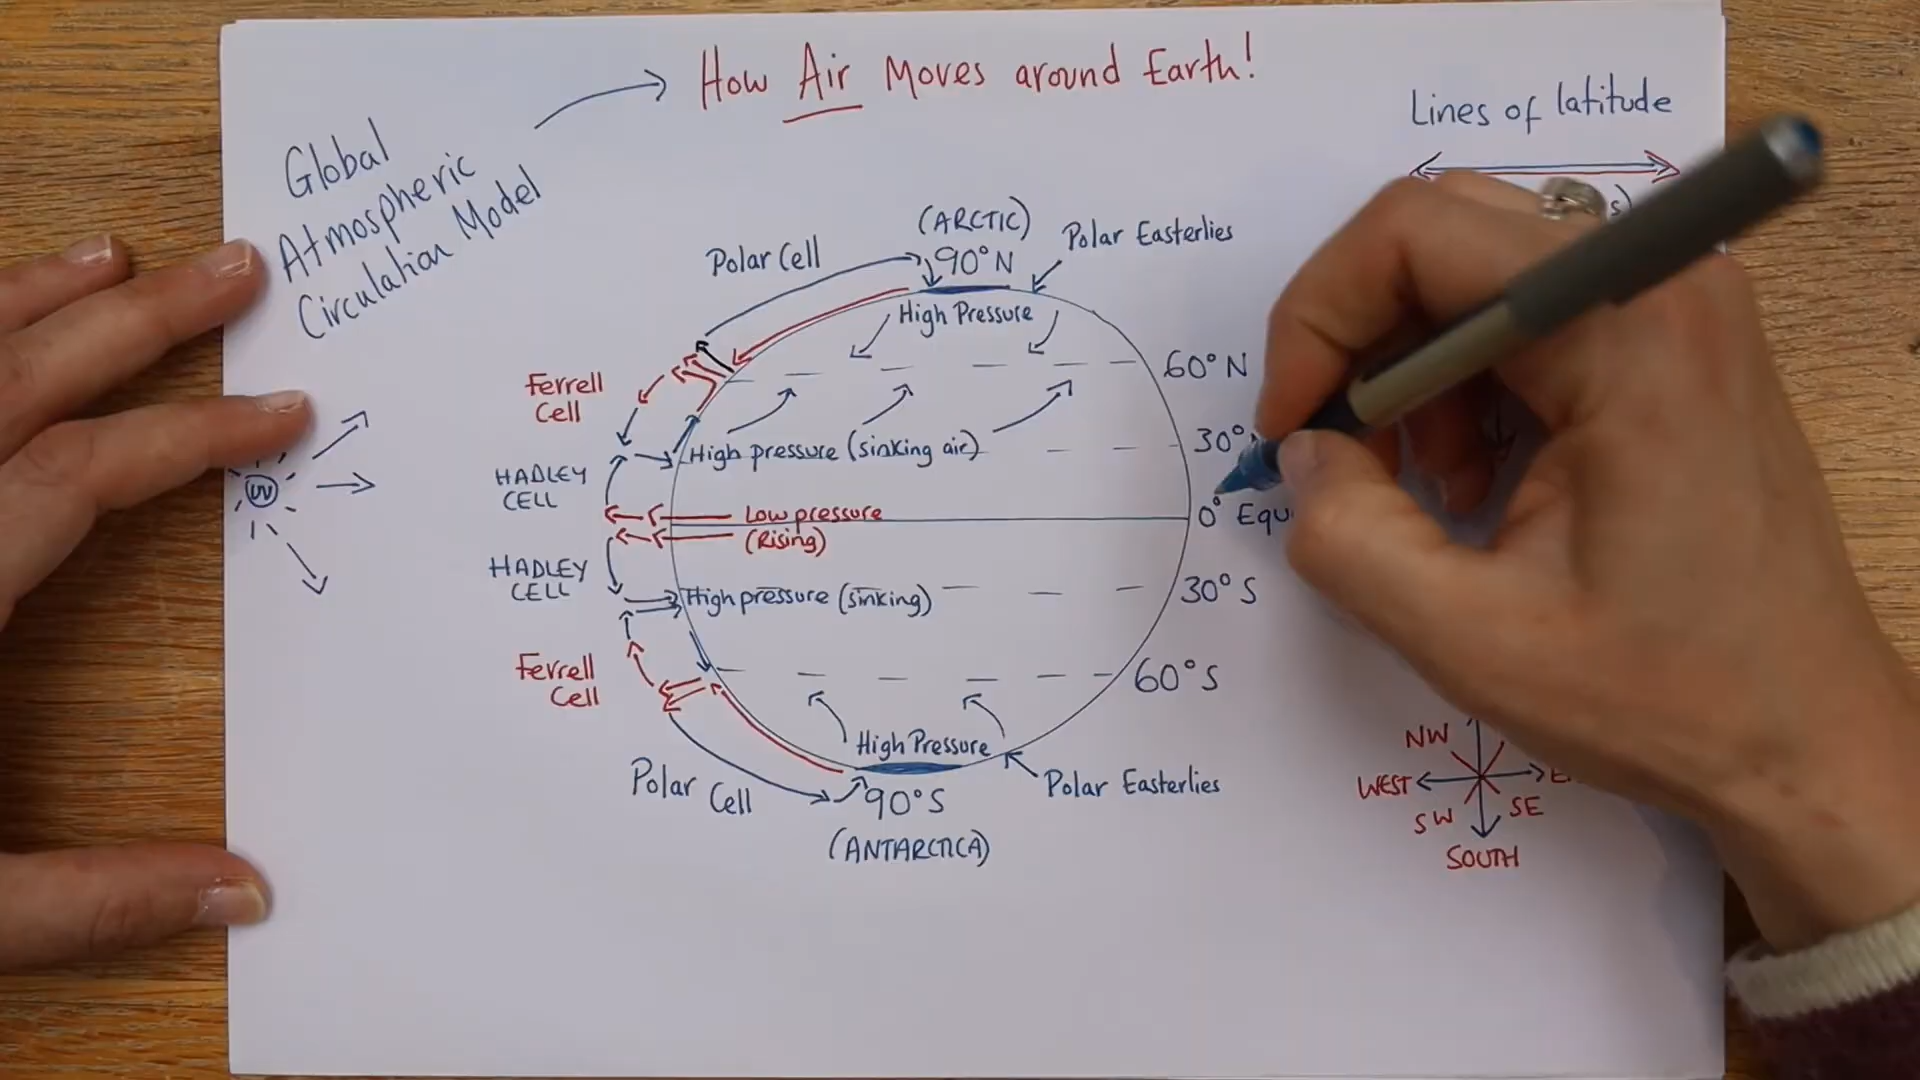 How Air Moves around Earth!
Global
Atmospheric
Circulation Model
Lines of latitude
(ARCTIC)
90°N
Polar Easterlies
Polar Cell
High Pressure
60°N
Ferrell
Cell
30°
High pressure (sinking air)
HADLEY
CELL
UV
Low pressure
(Rising)
0° Equ
HADLEY
CELL
High pressure (sinking)
30°S
Ferrell
Cell
60°S
High Pressure
Polar Cell
90°S
Polar Easterlies
(ANTARCTICA)
NW
WEST
SW
SE
SOUTH